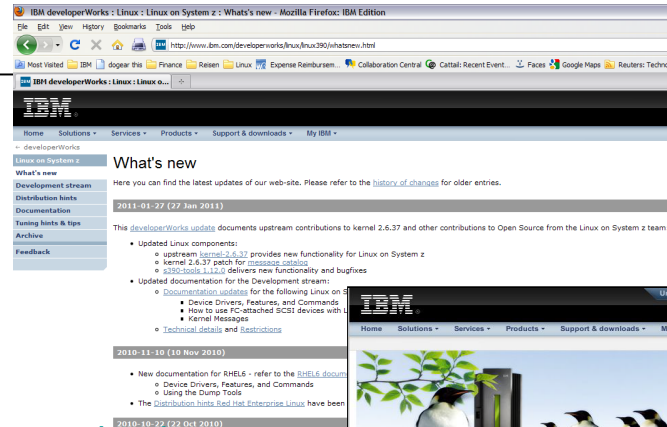 IBM developerWorks : Linux : Linux on System z : Whats's new - Mozilla Firefox: IBM Edition
File Edit View History Bookmarks Tools Help
http://www.ibm.com/developerworks/linux/linux390/whatsnew.html
Most Visited IBM dogear this Finance Reisen Linux Expense Reimbursem... Collaboration Central Cattail: Recent Event... Faces Google Maps Reuters: Techno
IBM developerWorks : Linux : Linux o...
IBM®
Home Solutions Services Products Support & downloads My IBM
developerWorks
Linux on System z
What's new
Development stream
Distribution hints
Documentation
Tuning hints & tips
Archive
Feedback
What's new
Here you can find the latest updates of our web-site. Please refer to the history of changes for older entries.
2011-01-27 (27 Jan 2011)
This developerWorks update documents upstream contributions to kernel 2.6.37 and other contributions to Open Source from the Linux on System z team
Updated Linux components:
upstream kernel-2.6.37 provides new functionality for Linux on System z
kernel 2.6.37 patch for message catalog
s390-tools 1.12.0 delivers new functionality and bugfixes
Updated documentation for the Development stream:
Documentation updates for the following Linux on S
Device Drivers, Features, and Commands
How to use FC-attached SCSI devices with L
Kernel Messages
Technical details and Restrictions
2010-11-10 (10 Nov 2010)
New documentation for RHEL6 - refer to the RHEL6 docum
Device Drivers, Features, and Commands
Using the Dump Tools
The Distribution hints Red Hat Enterprise Linux have been
2010-10-22 (22 Oct 2010)
IBM®
Home Solutions Services Products Support & downloads M